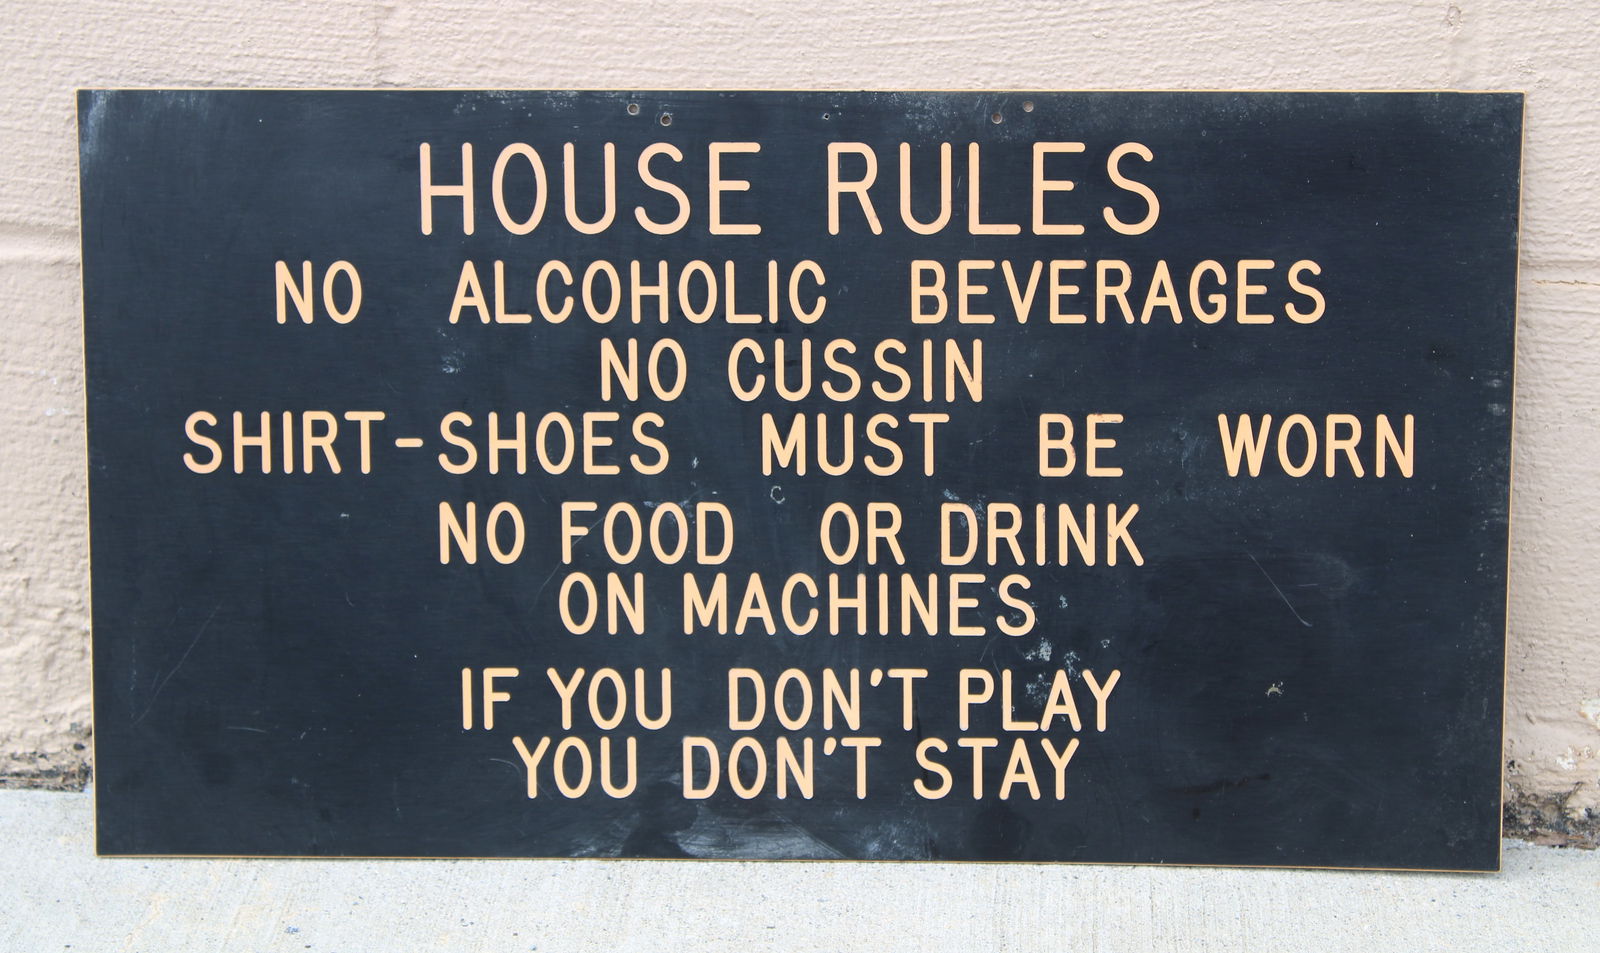 HOUSE RULES
NO ALCOHOLIC BEVERAGES
NO CUSSIN
SHIRT-SHOES MUST BE WORN
NO FOOD OR DRINK
ON MACHINES
IF YOU DON'T PLAY
YOU DON'T STAY